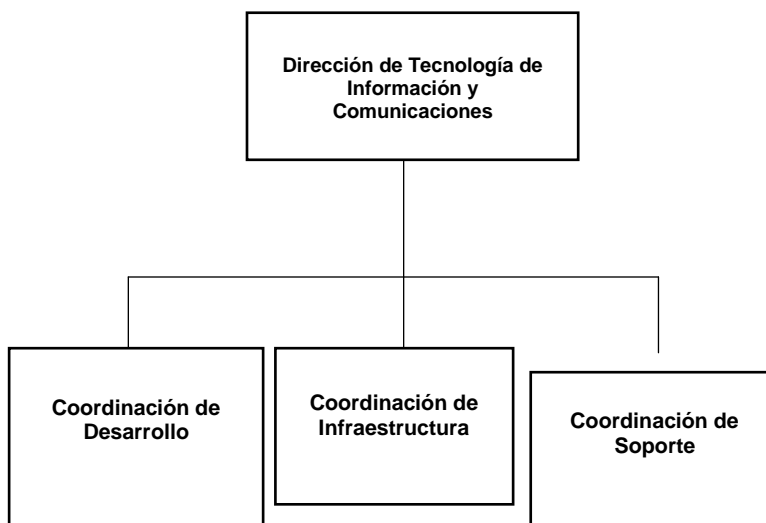 Dirección de Tecnología de
Información y
Comunicaciones
Coordinación de
Desarrollo
Coordinación de
Infraestructura
Coordinación de
Soporte